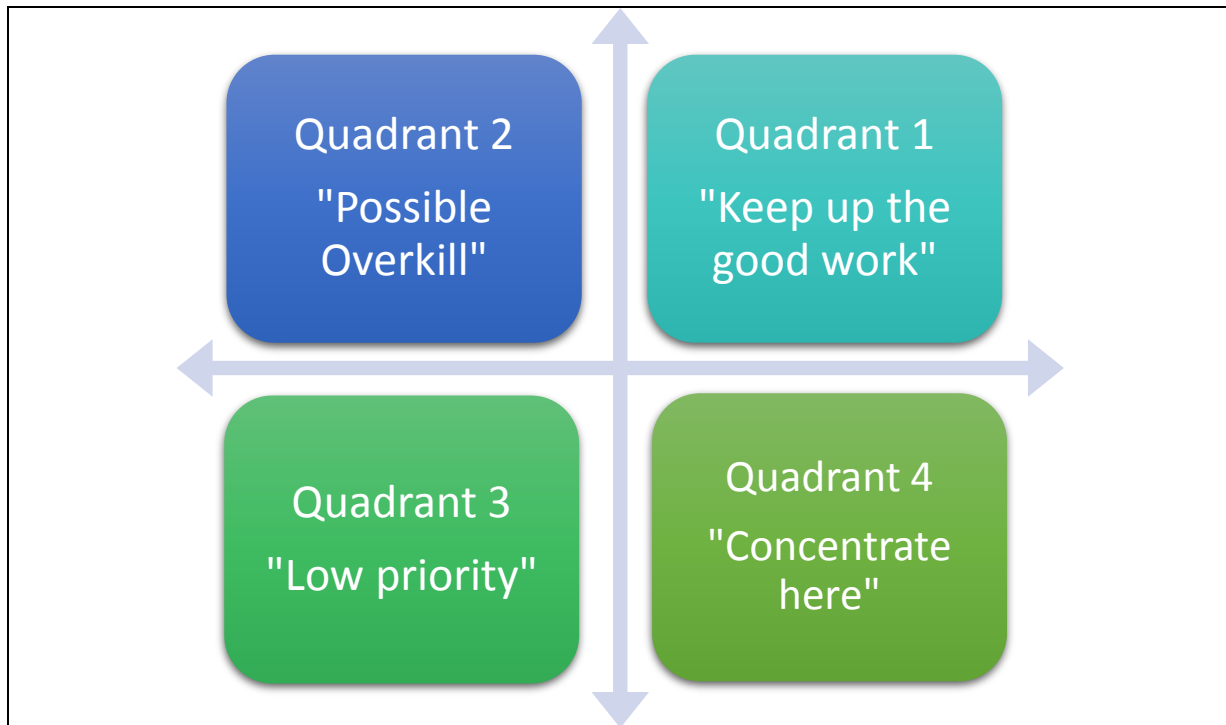 Quadrant 2
"Possible
Overkill"
Quadrant 1
"Keep up the
good work"
Quadrant 3
"Low priority"
Quadrant 4
"Concentrate
here"